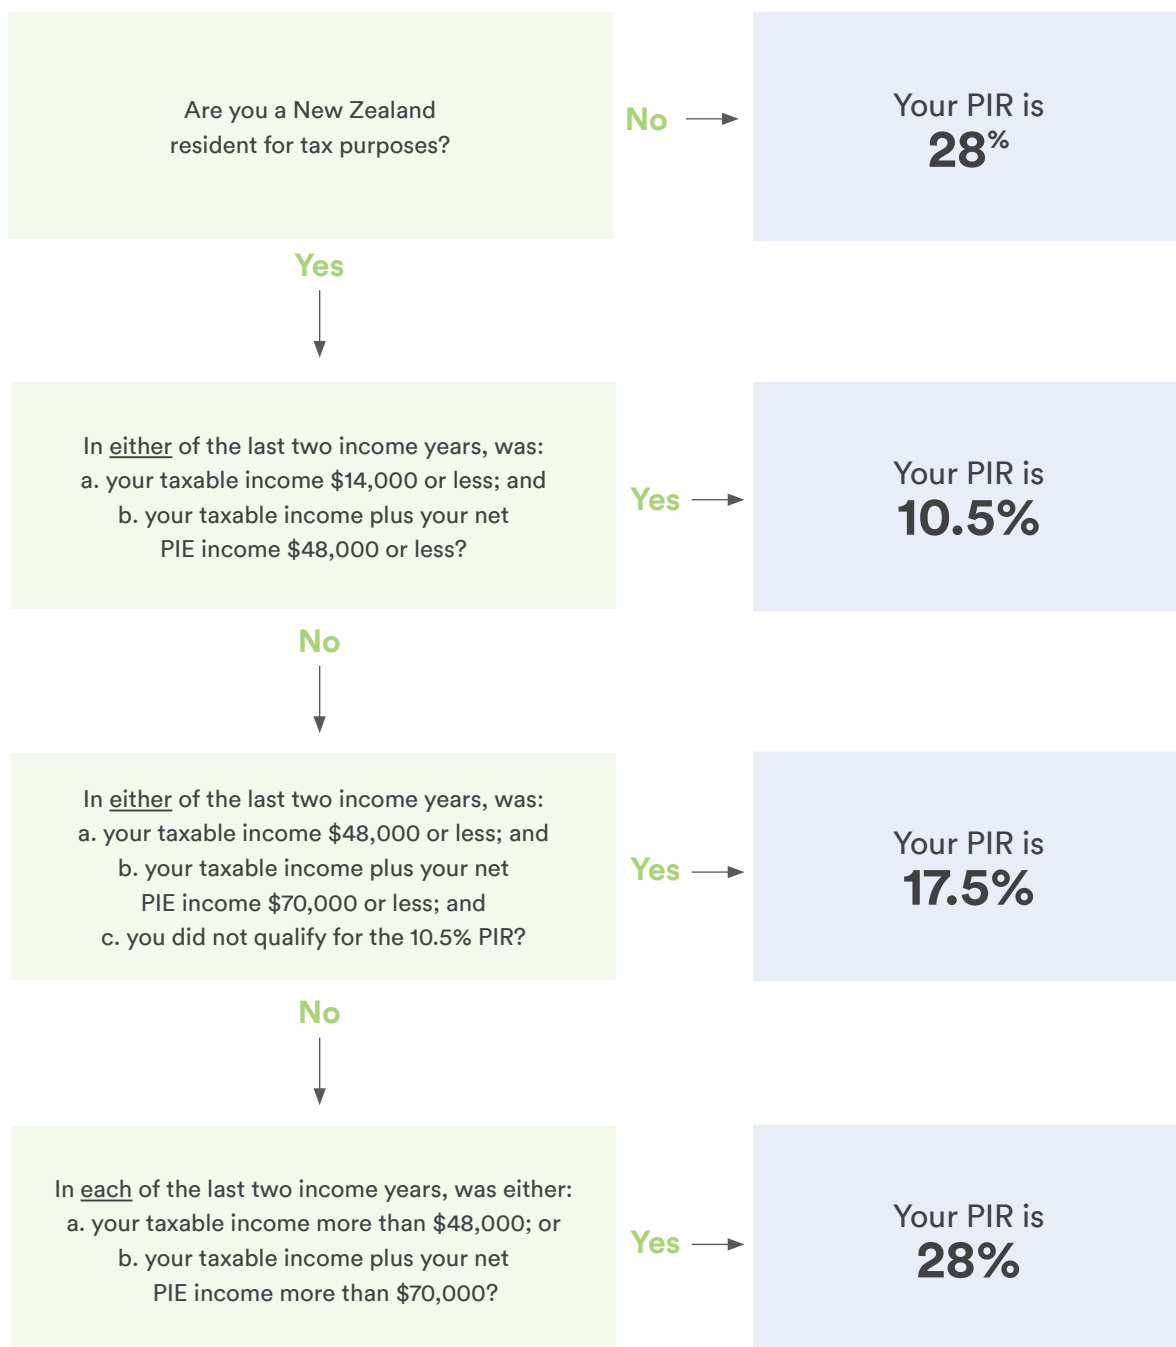 Are you a New Zealand
resident for tax purposes?
No
Your PIR is
28%
Yes
In either of the last two income years, was:
a. your taxable income $14,000 or less; and
b. your taxable income plus your net
PIE income $48,000 or less?
Yes
Your PIR is
10.5%
No
In either of the last two income years, was:
a. your taxable income $48,000 or less; and
b. your taxable income plus your net
PIE income $70,000 or less; and
c. you did not qualify for the 10.5% PIR?
Yes
Your PIR is
17.5%
No
In each of the last two income years, was either:
a. your taxable income more than $48,000; or
b. your taxable income plus your net
PIE income more than $70,000?
Yes
Your PIR is
28%